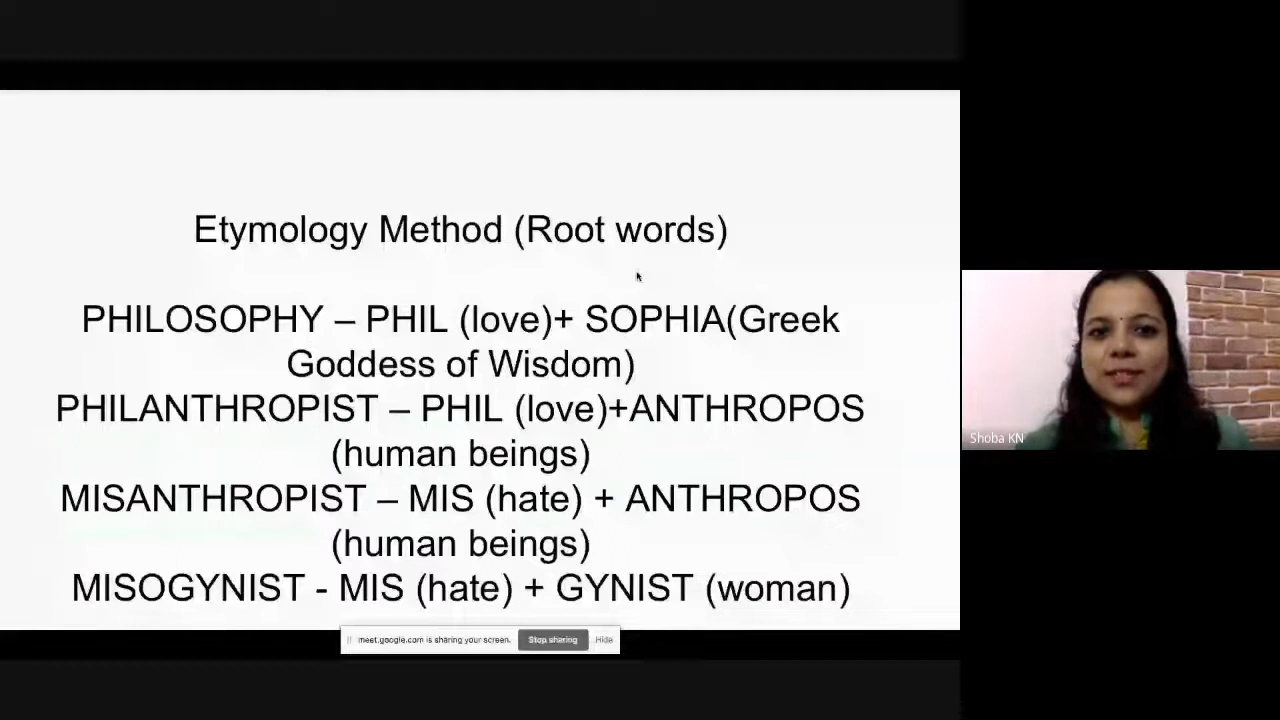 Etymology Method (Root words)
PHILOSOPHY – PHIL (love)+ SOPHIA(Greek
Goddess of Wisdom)
PHILANTHROPIST – PHIL (love)+ANTHROPOS
(human beings)
MISANTHROPIST – MIS (hate) + ANTHROPOS
(human beings)
MISOGYNIST - MIS (hate) + GYNIST (woman)
Shoba KN
meet.google.com is sharing your screen. Stop sharing Hide